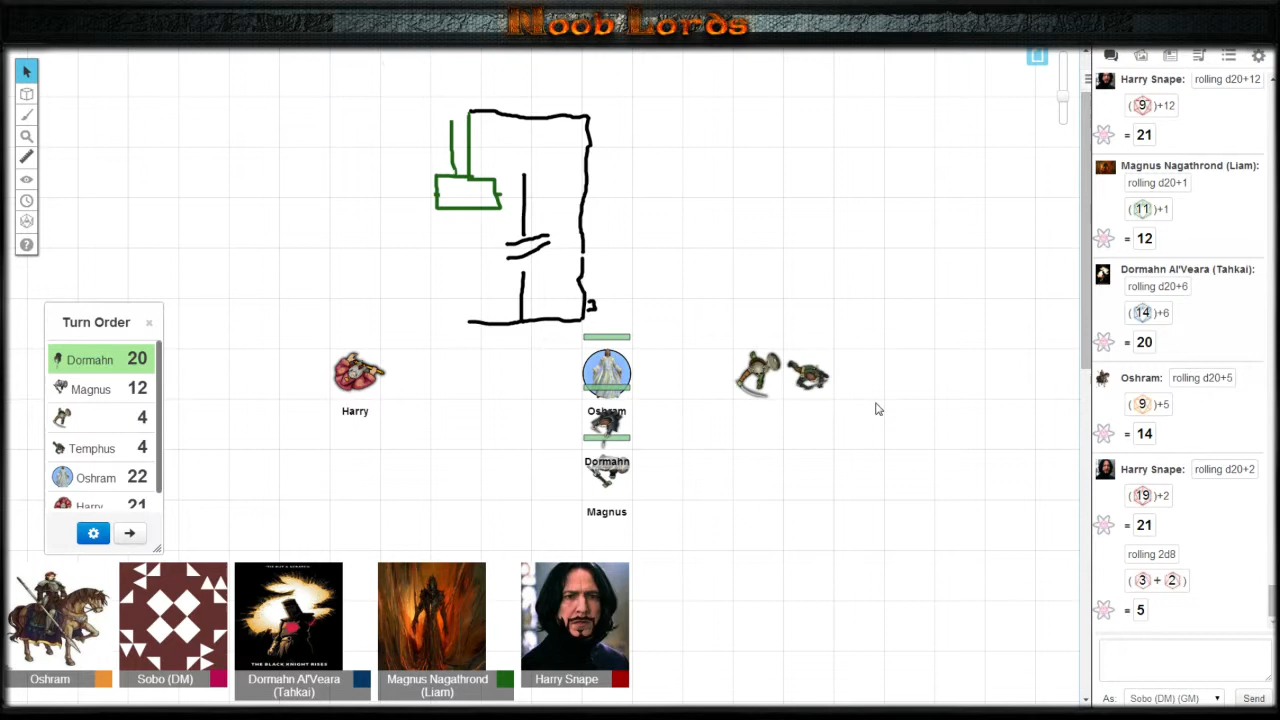 Noob Lords
Harry Snape: rolling d20+12
(9)+12
= 21
Magnus Nagathrond (Liam):
rolling d20+1
(11)+1
= 12
Dormahn Al'Veara (Tahkai):
rolling d20+6
(14)+6
= 20
Oshram: rolling d20+5
(9)+5
= 14
Harry Snape: rolling d20+2
(19)+2
= 21
rolling 2d8
(3+2)
= 5
As: Sobo (DM) (GM) Send
Turn Order ×
Dormahn 20
Magnus 12
4
Temphus 4
Oshram 22
Harry 21
Harry
Oshram
Dormahn
Magnus
THE BLACK KNIGHT RISES
Oshram
Sobo (DM)
Dormahn Al'Veara
(Tahkai)
Magnus Nagathrond
(Liam)
Harry Snape